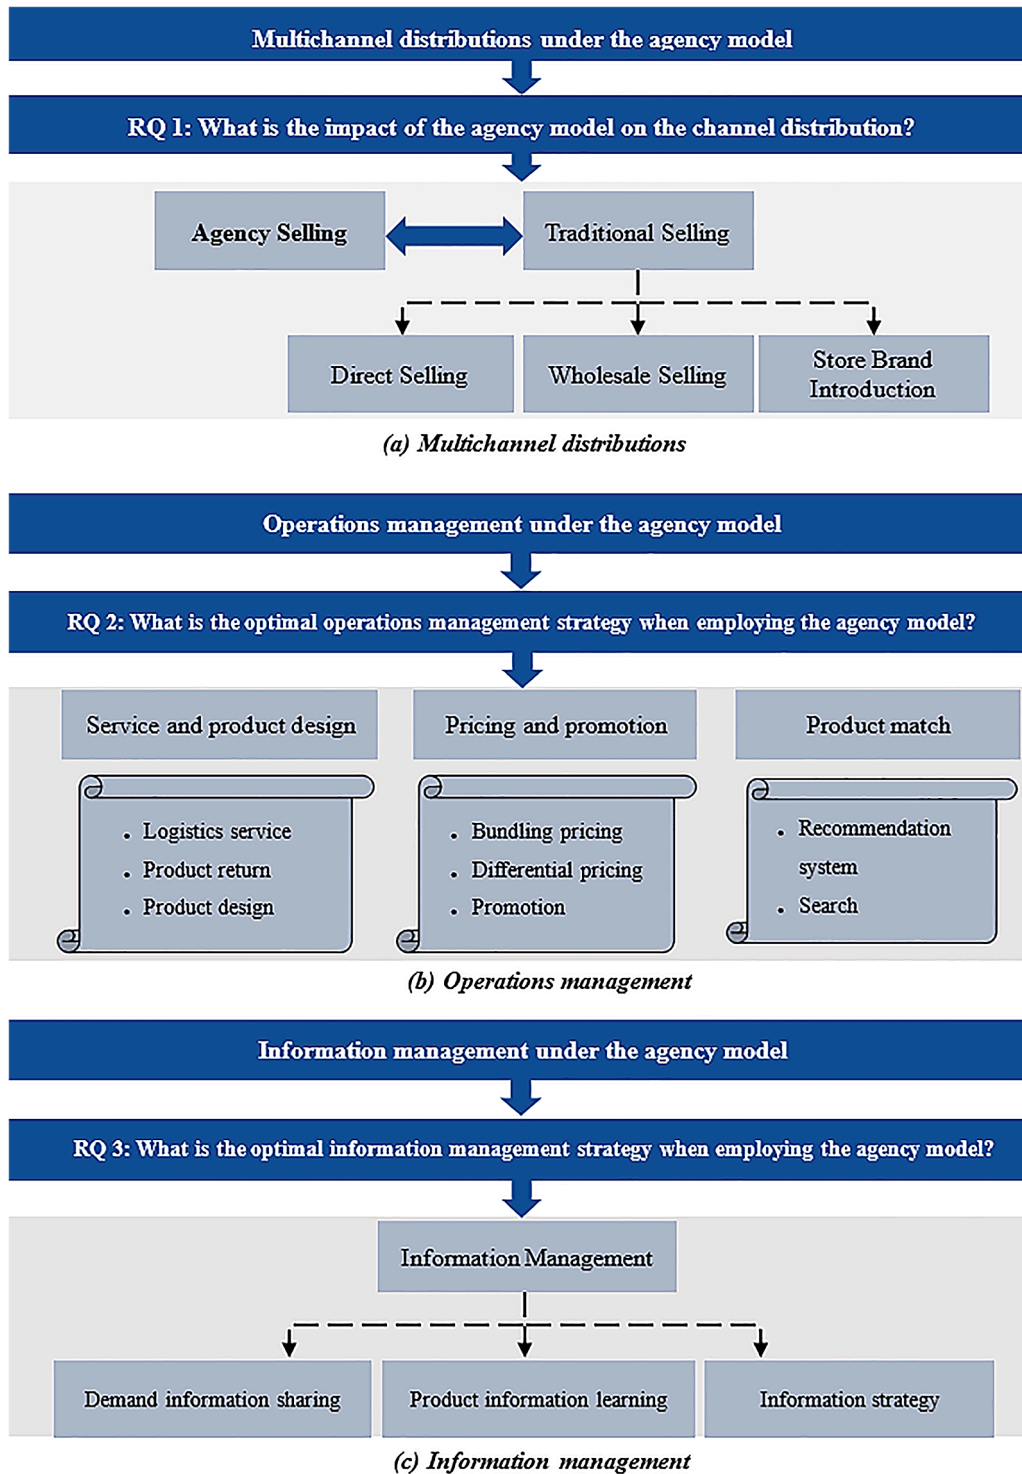 Multichannel distributions under the agency model
RQ 1: What is the impact of the agency model on the channel distribution?
Agency Selling
Traditional Selling
Direct Selling
Wholesale Selling
Store Brand
Introduction
(a) Multichannel distributions
Operations management under the agency model
RQ 2: What is the optimal operations management strategy when employing the agency model?
Service and product design
Pricing and promotion
Product match
• Logistics service
• Product return
• Product design
• Bundling pricing
• Differential pricing
• Promotion
• Recommendation
system
• Search
(b) Operations management
Information management under the agency model
RQ 3: What is the optimal information management strategy when employing the agency model?
Information Management
Demand information sharing
Product information learning
Information strategy
(c) Information management